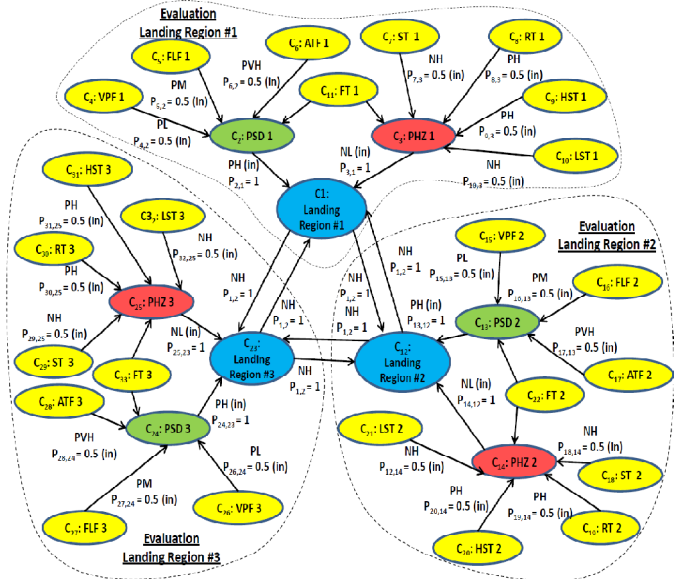 Evaluation
Landing Region #1
C5: FLF 1
C6: ATF 1
C7: ST 1
C8: RT 1
C4: VPF 1
C11: FT 1
C9: HST 1
C10: LST 1
C2: PSD 1
C3: PHZ 1
PM
P5,2 = 0.5 (in)
PVH
P6,2 = 0.5 (in)
PL
P4,2 = 0.5 (in)
NH
P7,3 = 0.5 (in)
PH
P8,3 = 0.5 (in)
PH
P9,3 = 0.5 (in)
NH
P10,3 = 0.5 (in)
PH (in)
P2,1 = 1
NL (in)
P3,1 = 1
C1:
Landing
Region #1
C31: HST 3
C32: LST 3
C30: RT 3
C25: PHZ 3
C29: ST 3
C33: FT 3
C28: ATF 3
C24: PSD 3
C27: FLF 3
C26: VPF 3
PH
P31,25 = 0.5 (in)
NH
P32,25 = 0.5 (in)
PH
P30,25 = 0.5 (in)
NH
P29,25 = 0.5 (in)
NL (in)
P25,23 = 1
PVH
P28,24 = 0.5 (in)
PM
P27,24 = 0.5 (in)
PL
P26,24 = 0.5 (in)
PH (in)
P24,23 = 1
C23:
Landing
Region #3
Evaluation
Landing Region #3
NH
P1,2 = 1
NH
P1,2 = 1
NH
P1,2 = 1
NH
P1,2 = 1
NH
P1,2 = 1
C12:
Landing
Region #2
Evaluation
Landing Region #2
C15: VPF 2
C16: FLF 2
C13: PSD 2
C17: ATF 2
C22: FT 2
C21: LST 2
C14: PHZ 2
C18: ST 2
C19: RT 2
C20: HST 2
PL
P15,13 = 0.5 (in)
PM
P16,13 = 0.5 (in)
PVH
P17,13 = 0.5 (in)
PH (in)
P13,12 = 1
NL (in)
P14,12 = 1
NH
P12,14 = 0.5 (in)
NH
P18,14 = 0.5 (in)
PH
P20,14 = 0.5 (in)
PH
P19,14 = 0.5 (in)
NH
P1,2 = 1